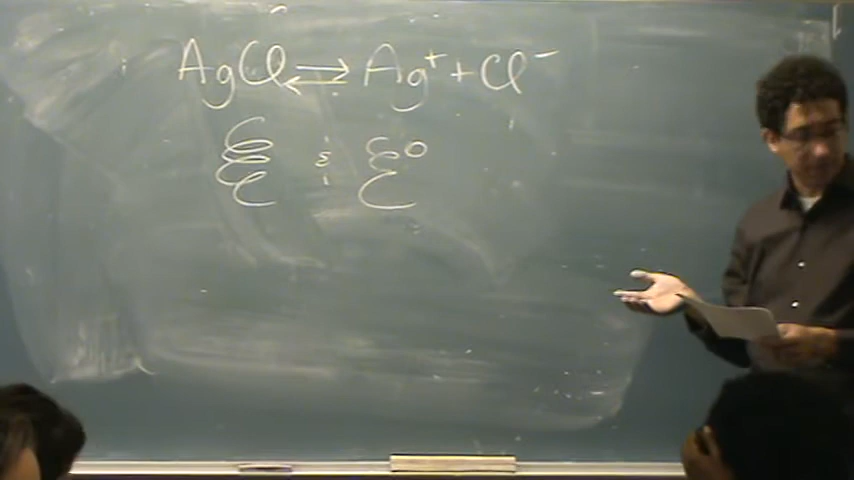 AgCl ⇌ Ag⁺ + Cl⁻
ℰ ℰ°